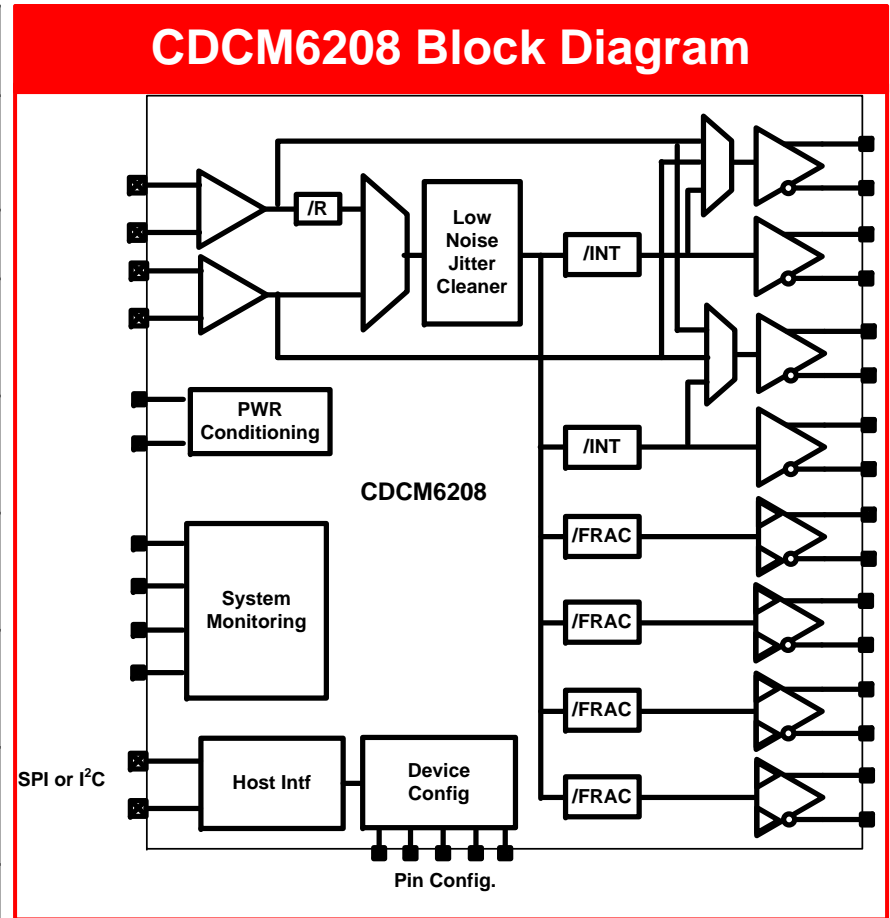 CDCM6208 Block Diagram
/R
Low
Noise
Jitter
Cleaner
/INT
PWR
Conditioning
/INT
CDCM6208
/FRAC
System
Monitoring
/FRAC
/FRAC
SPI or I²C
Host Intf
Device
Config
/FRAC
Pin Config.